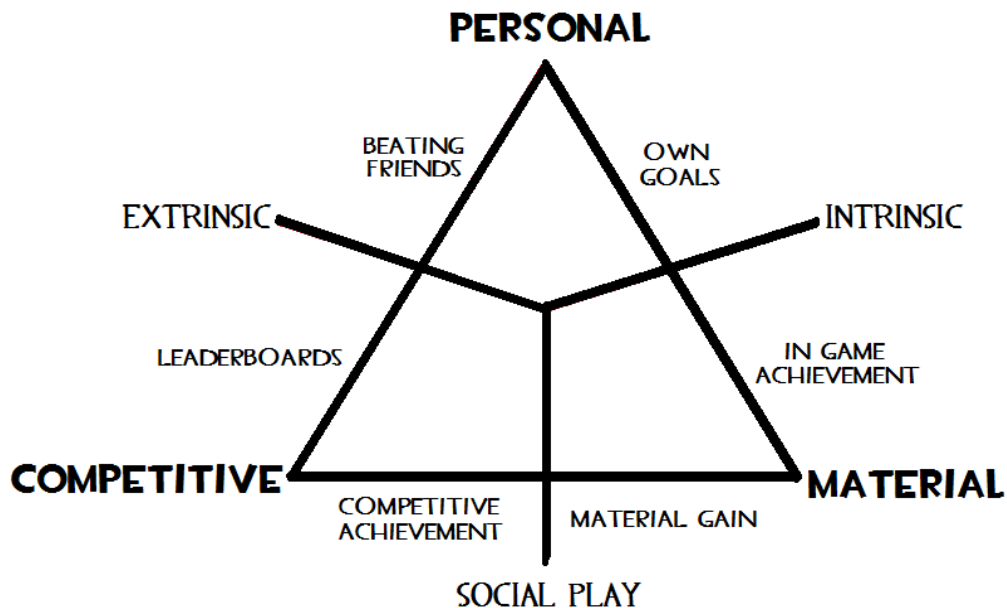 PERSONAL
BEATING
FRIENDS
OWN
GOALS
EXTRINSIC
INTRINSIC
LEADERBOARDS
IN GAME
ACHIEVEMENT
COMPETITIVE
MATERIAL
COMPETITIVE
ACHIEVEMENT
MATERIAL GAIN
SOCIAL PLAY